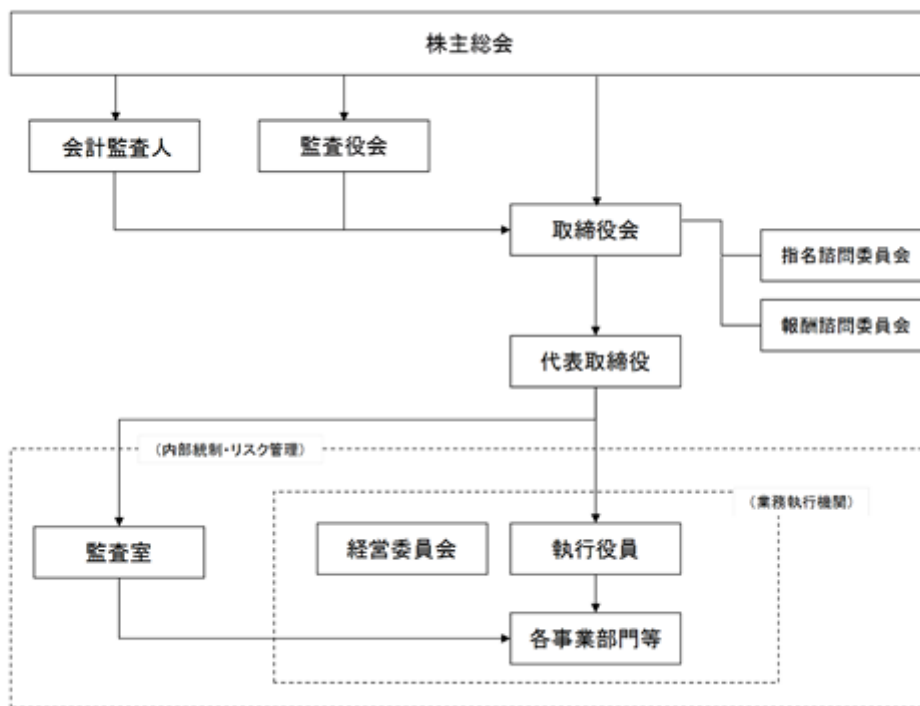 株主総会
会計監査人
監査役会
取締役会
指名諮問委員会
報酬諮問委員会
代表取締役
（内部統制・リスク管理）
（業務執行機関）
監査室
経営委員会
執行役員
各事業部門等